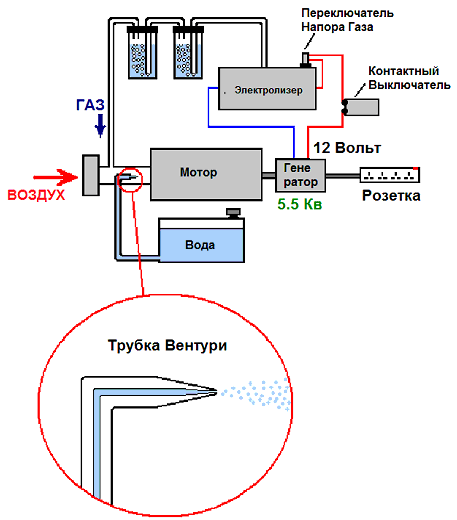 Переключатель
Напора Газа
Электролизер
Контактный
Выключатель
ГАЗ
12 Вольт
ВОЗДУХ
Мотор
Гене
ратор
Розетка
5.5 Кв
Вода
Трубка Вентури